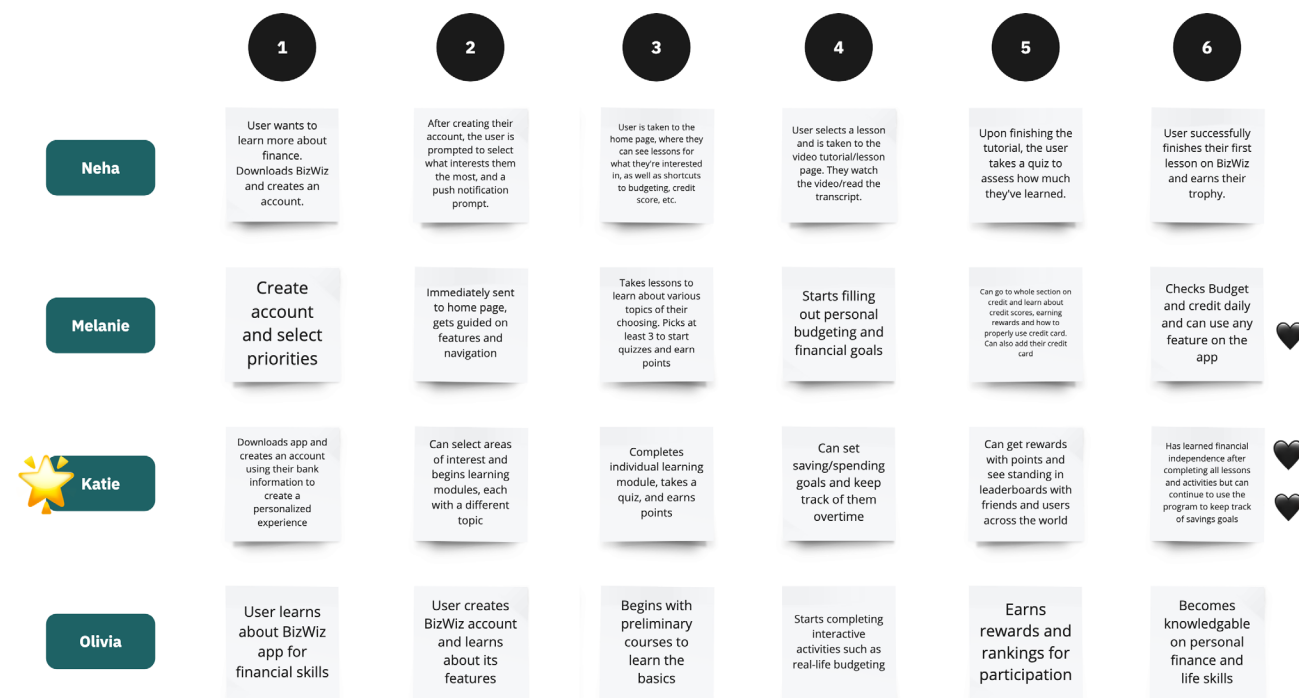 1
2
3
4
5
6
Neha
User wants to
learn more about
finance.
Downloads BizWiz
and creates an
account.
After creating their
account, the user is
prompted to select
what interests them
the most, and a
push notification
prompt.
User is taken to the
home page, where they
can see lessons for
what they're interested
in, as well as shortcuts
to budgeting, credit
score, etc.
User selects a lesson
and is taken to the
video tutorial/lesson
page. They watch
the video/read the
transcript.
Upon finishing the
tutorial, the user
takes a quiz to
assess how much
they've learned.
User successfully
finishes their first
lesson on BizWiz
and earns their
trophy.
Melanie
Create
account
and select
priorities
Immediately sent
to home page,
gets guided on
features and
navigation
Takes lessons to
learn about various
topics of their
choosing. Picks at
least 3 to start
quizzes and earn
points
Starts filling
out personal
budgeting and
financial goals
Can go to whole section on
credit and learn about
credit scores, earning
rewards and how to
properly use credit card.
Can also add their credit
card
Checks Budget
and credit daily
and can use any
feature on the
app
Katie
Downloads app and
creates an account
using their bank
information to
create a
personalized
experience
Can select areas
of interest and
begins learning
modules, each
with a different
topic
Completes
individual learning
module, takes a
quiz, and earns
points
Can set
saving/spending
goals and keep
track of them
overtime
Can get rewards
with points and
see standing in
leaderboards with
friends and users
across the world
Has learned financial
independence after
completing all lessons
and activities but can
continue to use the
program to keep track
of savings goals
Olivia
User learns
about BizWiz
app for
financial skills
User creates
BizWiz account
and learns
about its
features
Begins with
preliminary
courses to
learn the
basics
Starts completing
interactive
activities such as
real-life budgeting
Earns
rewards and
rankings for
participation
Becomes
knowledgable
on personal
finance and
life skills